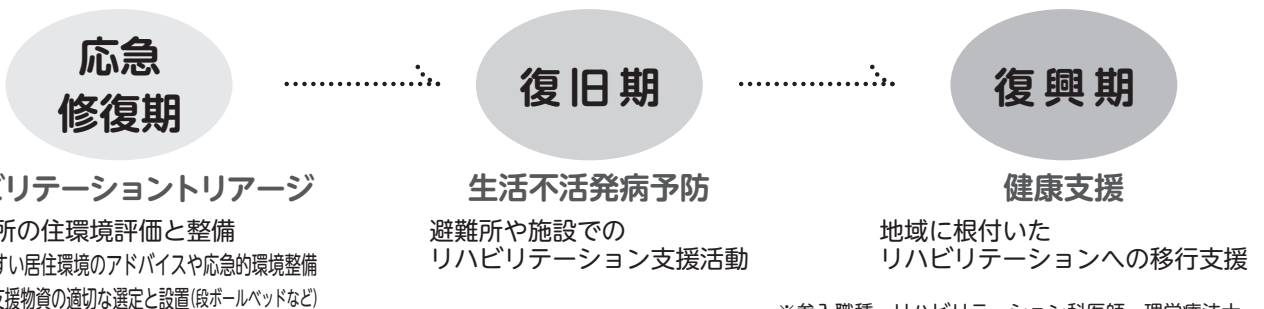 応急
修復期
復旧期
復興期
ビリテーショントリアージ
所の住環境評価と整備
すい居住環境のアドバイスや応急的環境整備
支援物資の適切な選定と設置(段ボールベッドなど)
生活不活発病予防
避難所や施設での
リハビリテーション支援活動
健康支援
地域に根付いた
リハビリテーションへの移行支援